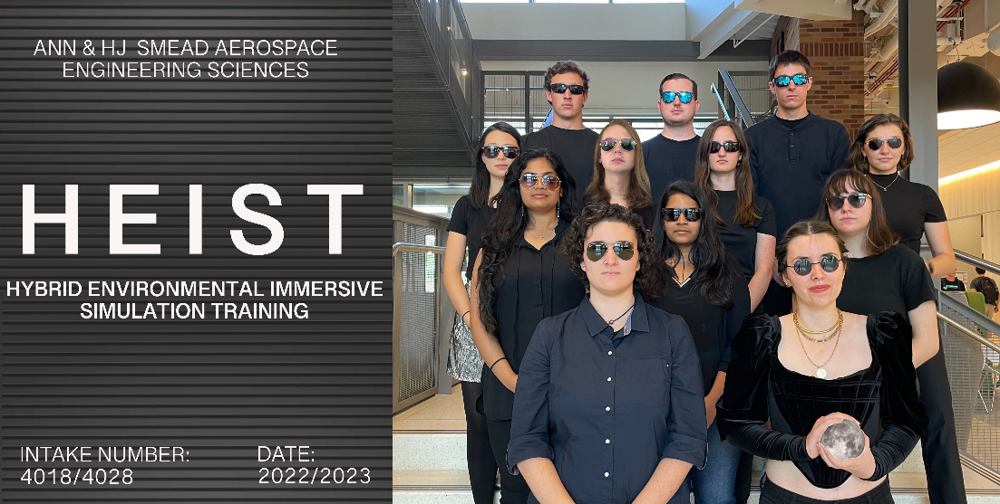 ANN & HJ SMEAD AEROSPACE
ENGINEERING SCIENCES
HEIST
HYBRID ENVIRONMENTAL IMMERSIVE
SIMULATION TRAINING
INTAKE NUMBER:
4018/4028
DATE:
2022/2023